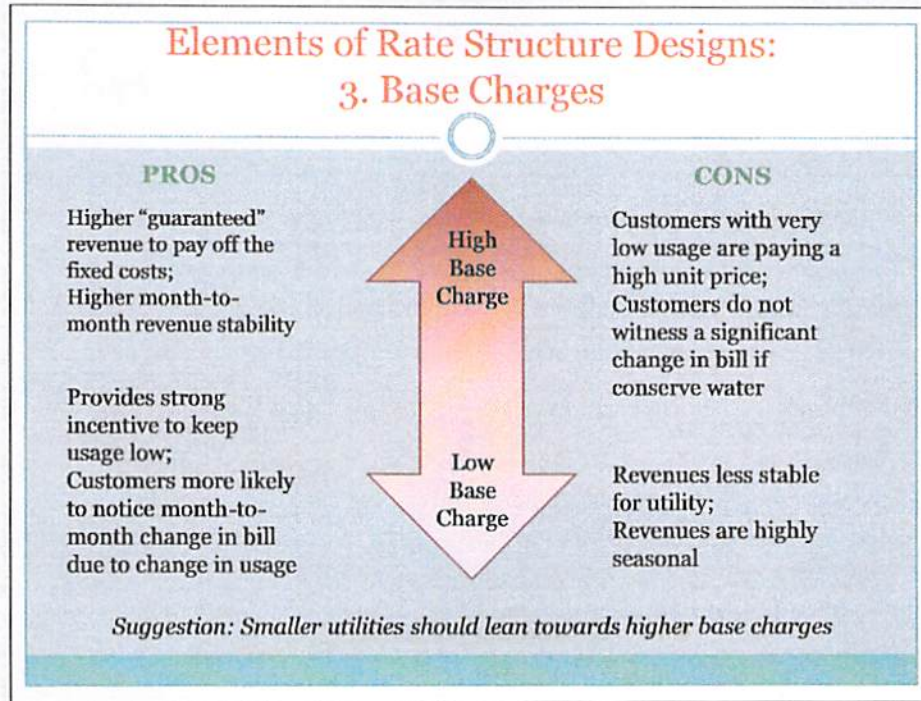 Elements of Rate Structure Designs:
3. Base Charges
PROS
Higher “guaranteed”
revenue to pay off the
fixed costs;
Higher month-to-
month revenue stability
Provides strong
incentive to keep
usage low;
Customers more likely
to notice month-to-
month change in bill
due to change in usage
High
Base
Charge
Low
Base
Charge
CONS
Customers with very
low usage are paying a
high unit price;
Customers do not
witness a significant
change in bill if
conserve water
Revenues less stable
for utility;
Revenues are highly
seasonal
Suggestion: Smaller utilities should lean towards higher base charges